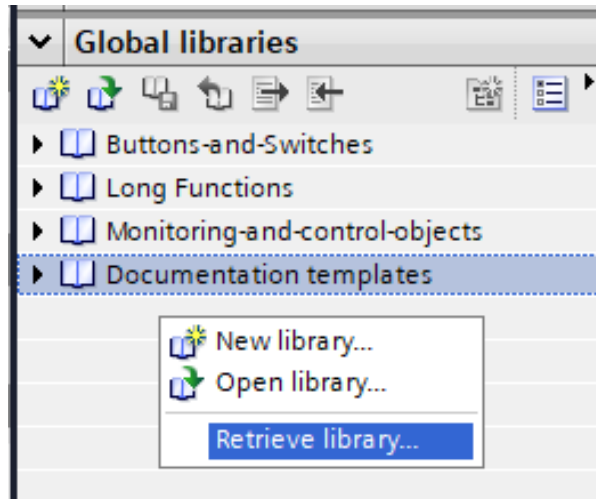 Global libraries
Buttons-and-Switches
Long Functions
Monitoring-and-control-objects
Documentation templates
New library...
Open library...
Retrieve library...